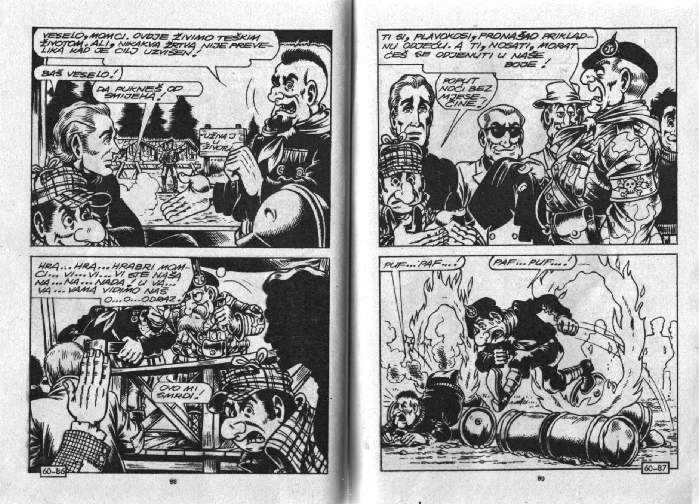 VESELO, MOMCI, OVDJE ŽIVIMO TEŠKIM
ŽIVOTOM, ALI, NIKAKVA ŽRTVA NIJE PREVE-
LIKA KAD JE CILJ UZVIŠEN!
BAŠ VESELO!
DA PUKNEŠ OD
SMIJEHA!
UŽIVAJ
ŽIVOTU
HRA... HRA... HRABRI MOM-
CI... VI... VI... VI STE NAŠA
NA... NA... NADA! U VA...
VA... VAMA VIDIMO NAŠ
O... O... ODRAZ!
OVO MI
SMRDI!
60-86
88
TI SI, PLAVOKOSI, PRONAŠAO PRIKLAD-
NU ODJEĆU. A TI, NOSATI, MORAT
ĆEŠ SE ODJENUTI U NAŠE
BOJE!
POPUT
NOĆI BEZ
MJESE-
ČINE?
PUF... PAF...!
PAF... PUF...!
60-87